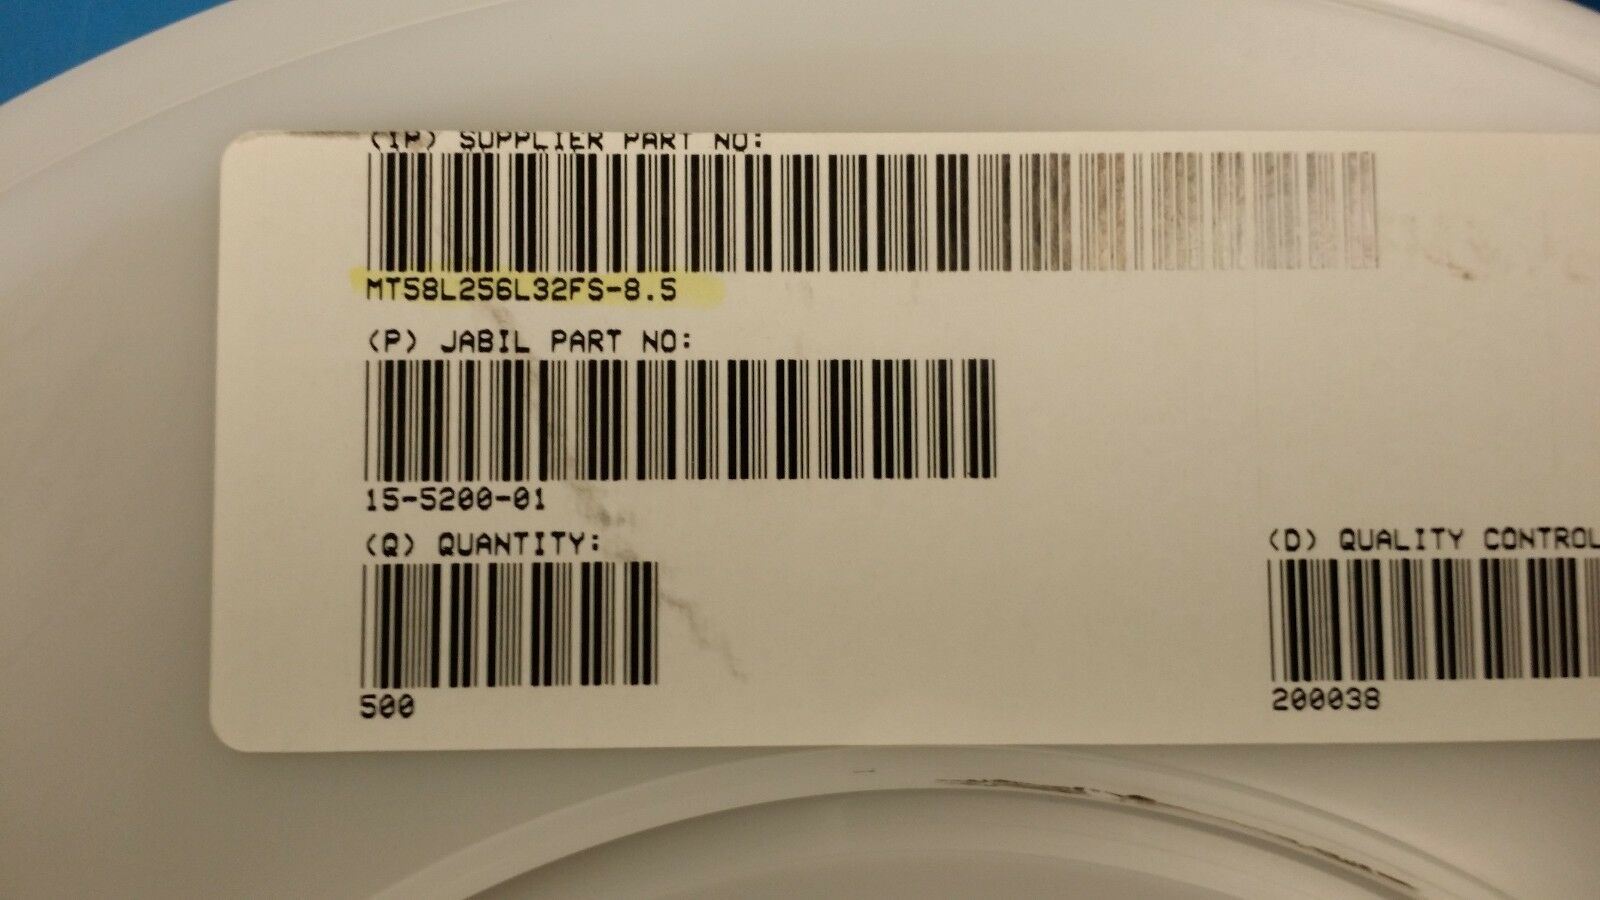 (1P) SUPPLIER PART NO:
MT58L256L32FS-8.5
(P) JABIL PART NO:
15-5200-01
(Q) QUANTITY:
500
(D) QUALITY CONTROL
200038